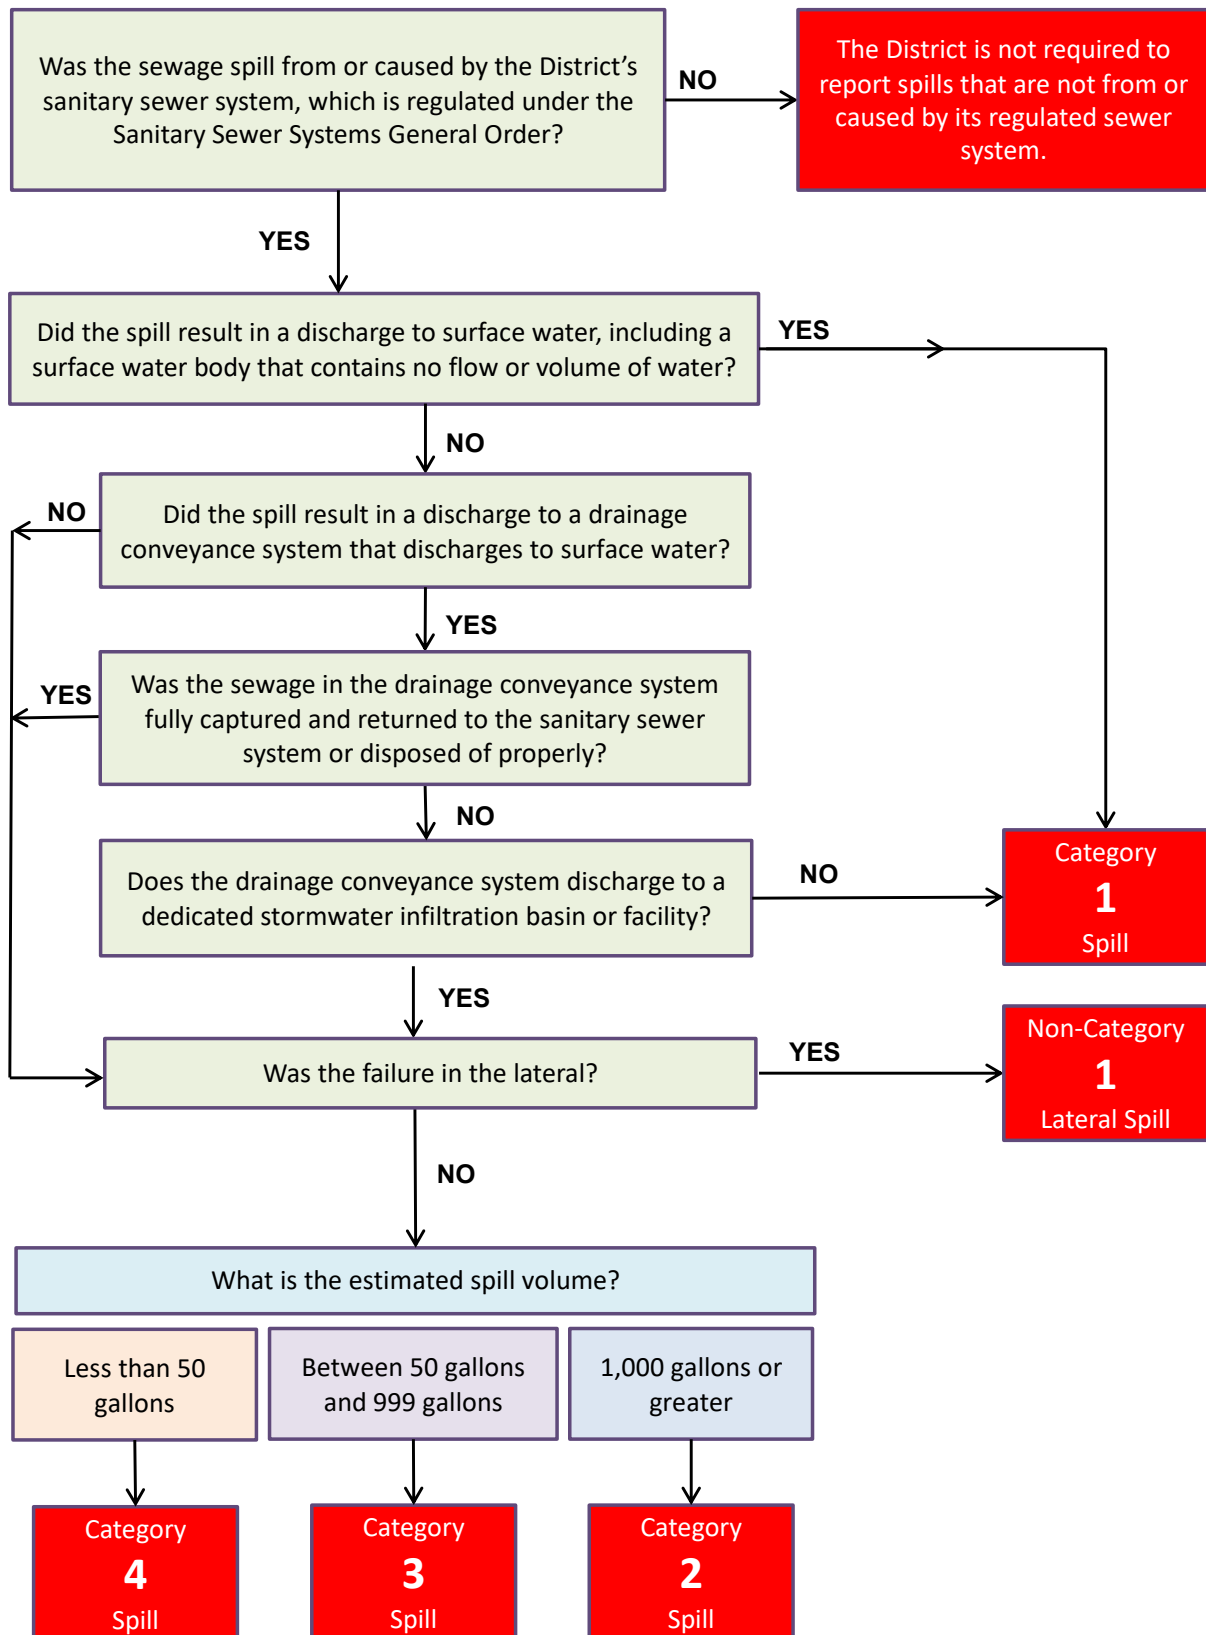 Was the sewage spill from or caused by the District’s
sanitary sewer system, which is regulated under the
Sanitary Sewer Systems General Order?
NO
The District is not required to
report spills that are not from or
caused by its regulated sewer
system.
YES
Did the spill result in a discharge to surface water, including a
surface water body that contains no flow or volume of water?
YES
NO
Did the spill result in a discharge to a drainage
conveyance system that discharges to surface water?
NO
YES
Was the sewage in the drainage conveyance system
fully captured and returned to the sanitary sewer
system or disposed of properly?
YES
NO
Does the drainage conveyance system discharge to a
dedicated stormwater infiltration basin or facility?
NO
Category
1
Spill
YES
Was the failure in the lateral?
YES
Non-Category
1
Lateral Spill
NO
What is the estimated spill volume?
Less than 50
gallons
Between 50 gallons
and 999 gallons
1,000 gallons or
greater
Category
4
Spill
Category
3
Spill
Category
2
Spill